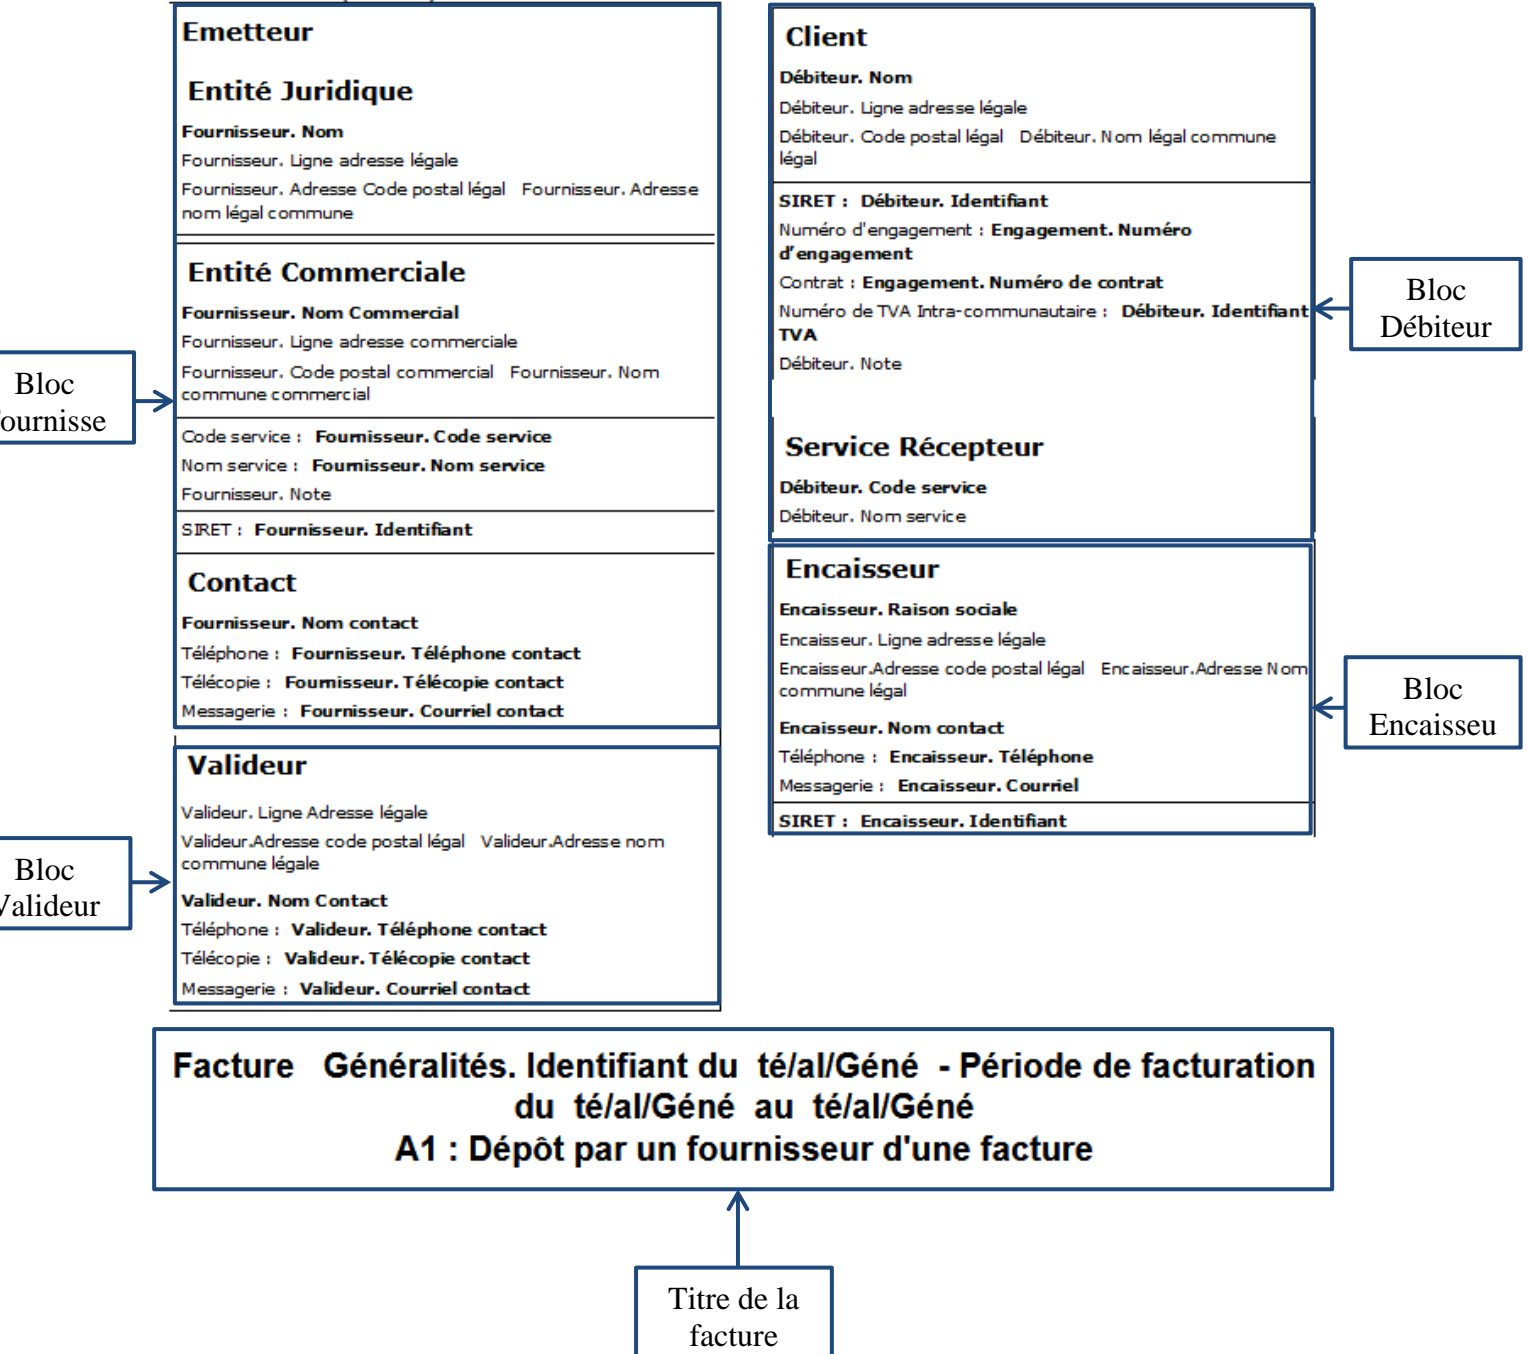 Emetteur
Entité Juridique
Fournisseur. Nom
Fournisseur. Ligne adresse légale
Fournisseur. Adresse Code postal légal Fournisseur. Adresse
nom légal commune
Entité Commerciale
Fournisseur. Nom Commercial
Fournisseur. Ligne adresse commerciale
Fournisseur. Code postal commercial Fournisseur. Nom
commune commercial
Code service : Fournisseur. Code service
Nom service : Fournisseur. Nom service
Fournisseur. Note
SIRET : Fournisseur. Identifiant
Contact
Fournisseur. Nom contact
Téléphone : Fournisseur. Téléphone contact
Télécopie : Fournisseur. Télécopie contact
Messagerie : Fournisseur. Courriel contact
Bloc
ournisse
Valideur
Valideur. Ligne Adresse légale
Valideur.Adresse code postal légal Valideur.Adresse nom
commune légale
Valideur. Nom Contact
Téléphone : Valideur. Téléphone contact
Télécopie : Valideur. Télécopie contact
Messagerie : Valideur. Courriel contact
Bloc
Valideur
Client
Débiteur. Nom
Débiteur. Ligne adresse légale
Débiteur. Code postal légal Débiteur. Nom légal commune
légal
SIRET : Débiteur. Identifiant
Numéro d'engagement : Engagement. Numéro
d'engagement
Contrat : Engagement. Numéro de contrat
Numéro de TVA Intra-communautaire : Débiteur. Identifiant
TVA
Débiteur. Note
Service Récepteur
Débiteur. Code service
Débiteur. Nom service
Bloc
Débiteur
Encaisseur
Encaisseur. Raison sociale
Encaisseur. Ligne adresse légale
Encaisseur.Adresse code postal légal Encaisseur.Adresse Nom
commune légal
Encaisseur. Nom contact
Téléphone : Encaisseur. Téléphone
Messagerie : Encaisseur. Courriel
SIRET : Encaisseur. Identifiant
Bloc
Encaisseu
Facture Généralités. Identifiant du té/al/Géné - Période de facturation
du té/al/Géné au té/al/Géné
A1 : Dépôt par un fournisseur d'une facture
Titre de la
facture